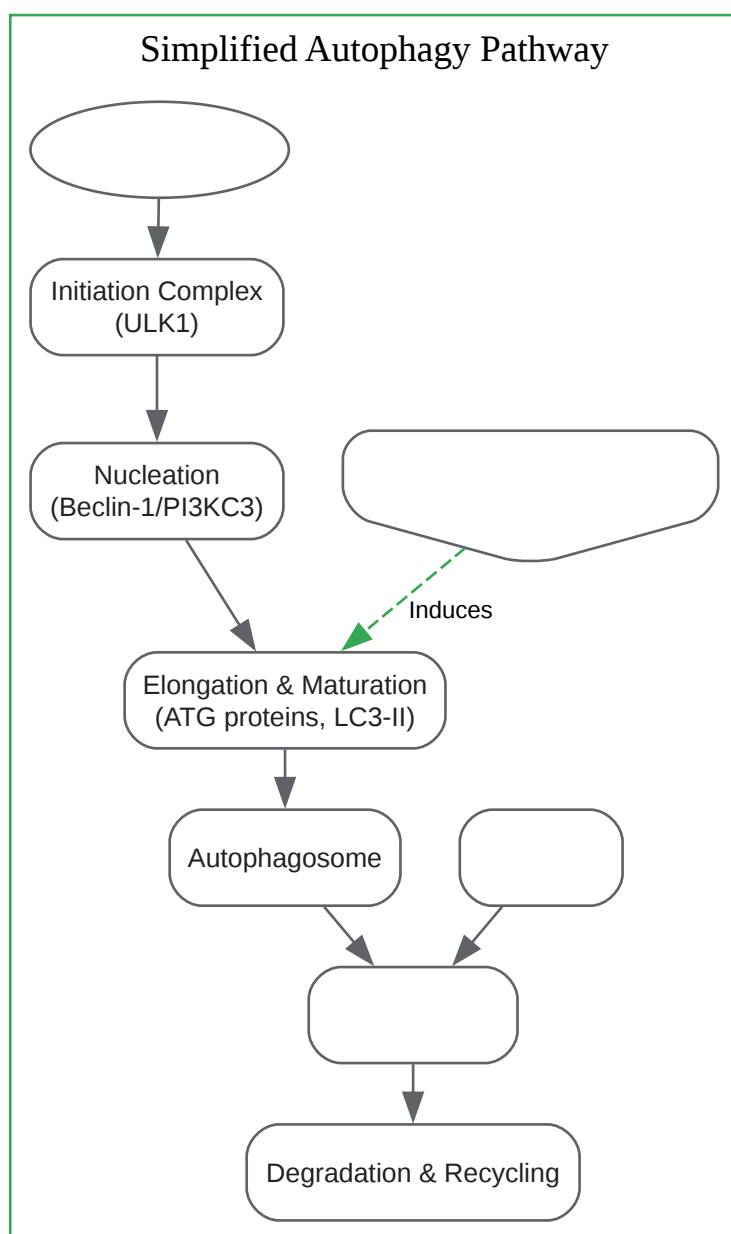 Simplified Autophagy Pathway
Initiation Complex
(ULK1)
Nucleation
(Beclin-1/PI3KC3)
Induces
Elongation & Maturation
(ATG proteins, LC3-II)
Autophagosome
Degradation & Recycling